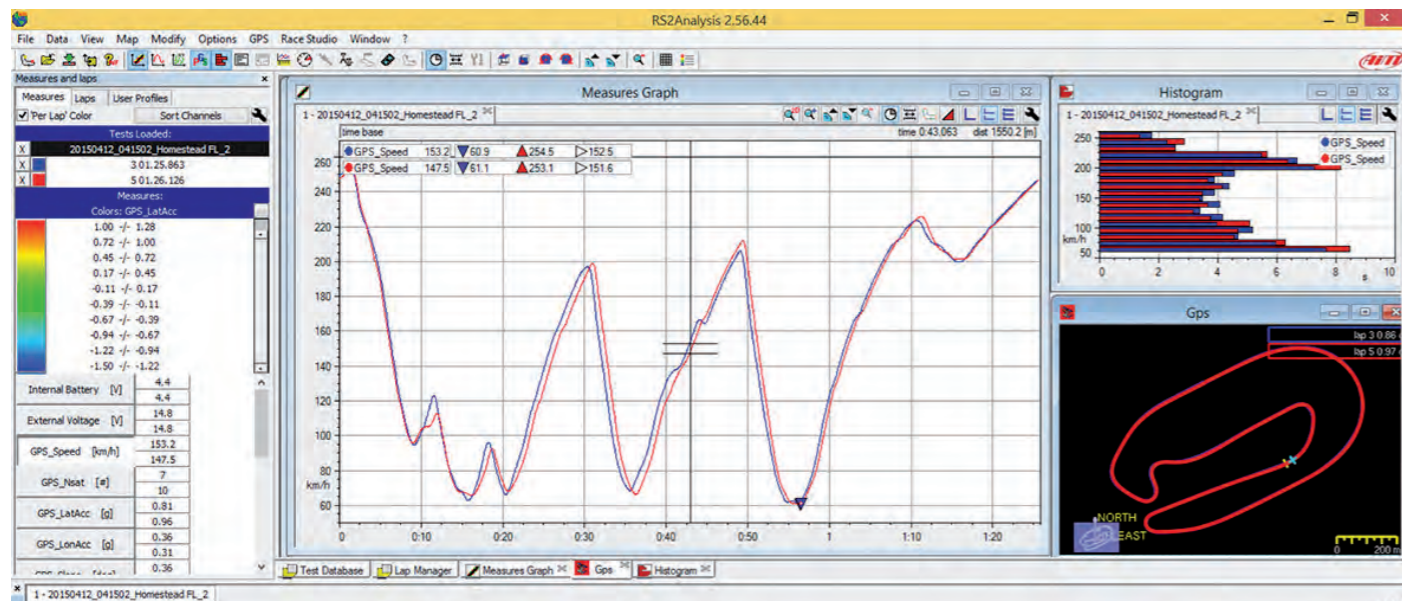 RS2Analysis 2.56.44
File Data View Map Modify Options GPS Race Studio Window ?
AiM
Measures and laps
Measures Laps User Profiles
'Per Lap' Color Sort Channels
Tests Loaded:
X 20150412_041502_Homestead FL_2
X 3 01.25.863
X 5 01.26.126
Measures:
Colors: GPS_LatAcc
1.00 -/- 1.28
0.72 -/- 1.00
0.45 -/- 0.72
0.17 -/- 0.45
-0.11 -/- 0.17
-0.39 -/- -0.11
-0.67 -/- -0.39
-0.94 -/- -0.67
-1.22 -/- -0.94
-1.50 -/- -1.22
Internal Battery [V] 4.4
4.4
External Voltage [V] 14.8
14.8
GPS_Speed [km/h] 153.2
147.5
GPS_Nsat [#] 7
10
GPS_LatAcc [g] 0.81
0.96
GPS_LonAcc [g] 0.36
0.31
0.36
Measures Graph
1 - 20150412_041502_Homestead FL_2
time base time 0:43.063 dist 1550.2 [m]
GPS_Speed 153.2 60.9 254.5 152.5
GPS_Speed 147.5 61.1 253.1 151.6
260
240
220
200
180
160
140
120
100
80
km/h
60
0 0:10 0:20 0:30 0:40 0:50 1 1:10 1:20
Histogram
1 - 20150412_041502_Homestead FL_2
GPS_Speed
GPS_Speed
250
200
150
100
km/h
50
0 2 4 6 8 s 10
Gps
lap 3 0.86
lap 5 0.97
NORTH
EAST
0 200 m
Test Database Lap Manager Measures Graph Gps Histogram
1 - 20150412_041502_Homestead FL_2